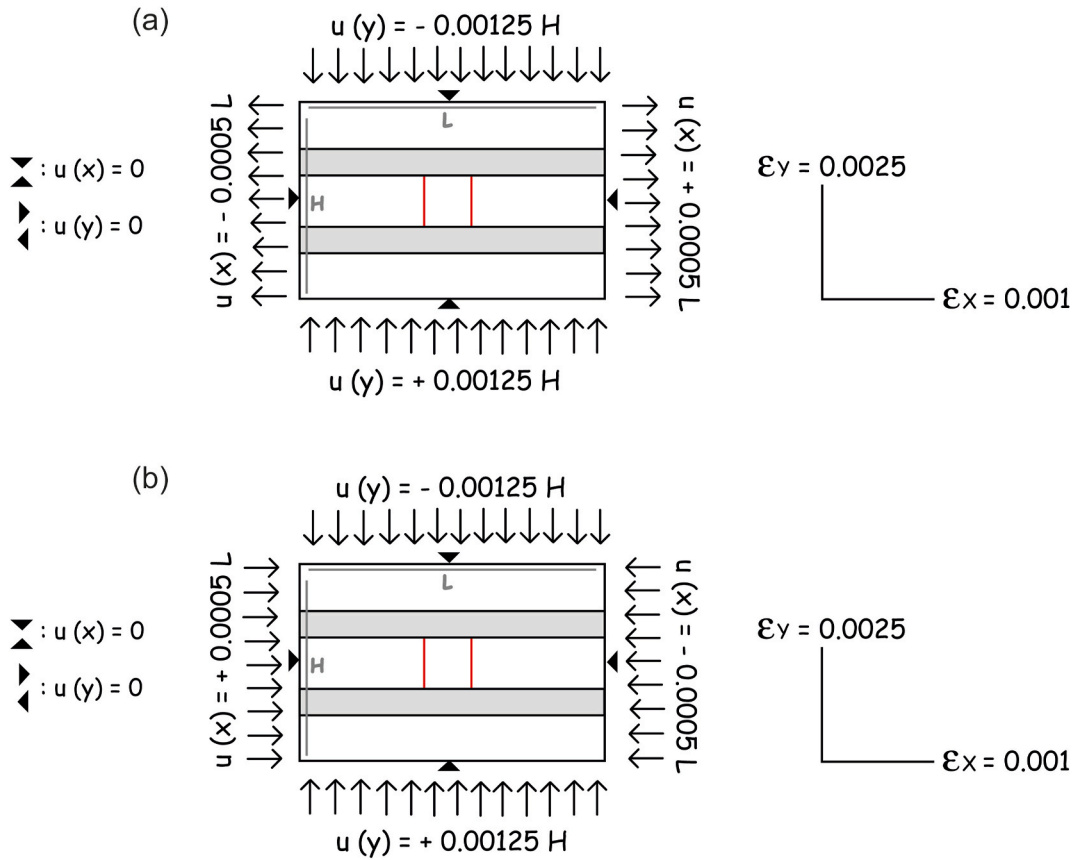 (a)
u (y) = - 0.00125 H
u (x) = - 0.0005 L
L
H
u (x) = + 0.0005 L
: u (x) = 0
: u (y) = 0
εy = 0.0025
εx = 0.001
u (y) = + 0.00125 H
(b)
u (y) = - 0.00125 H
u (x) = + 0.0005 L
L
H
u (x) = - 0.0005 L
: u (x) = 0
: u (y) = 0
εy = 0.0025
εx = 0.001
u (y) = + 0.00125 H